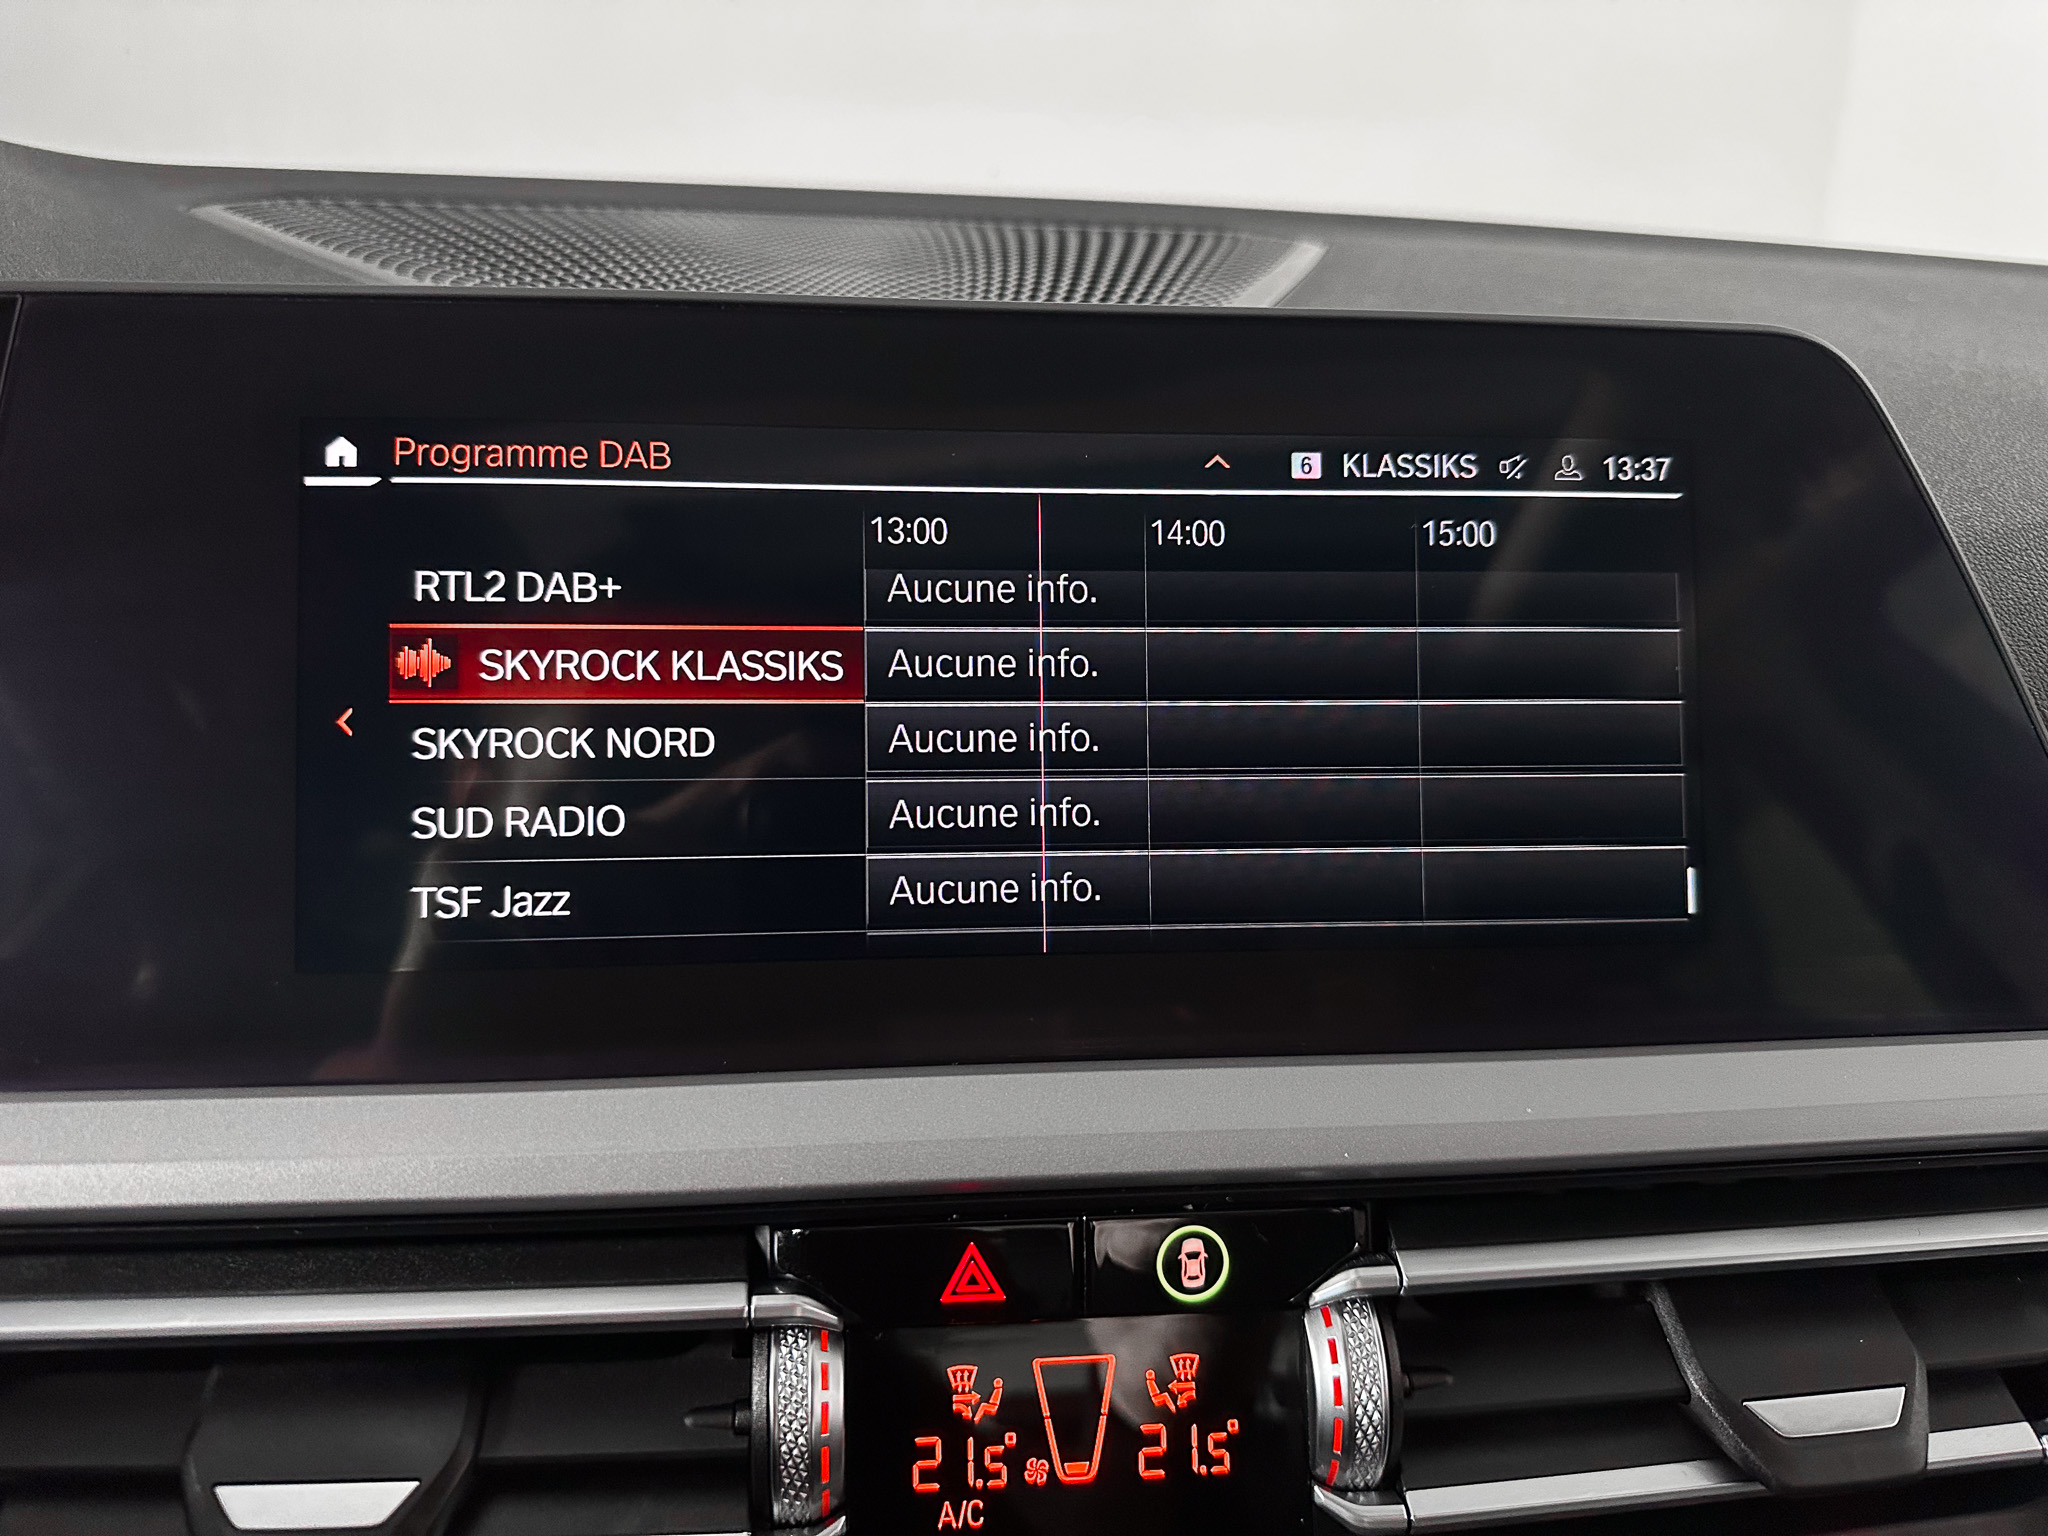 Programme DAB
6 KLASSIKS 13:37
13:00 14:00 15:00
RTL2 DAB+ Aucune info.
SKYROCK KLASSIKS Aucune info.
SKYROCK NORD Aucune info.
SUD RADIO Aucune info.
TSF Jazz Aucune info.
21.5° 21.5°
A/C